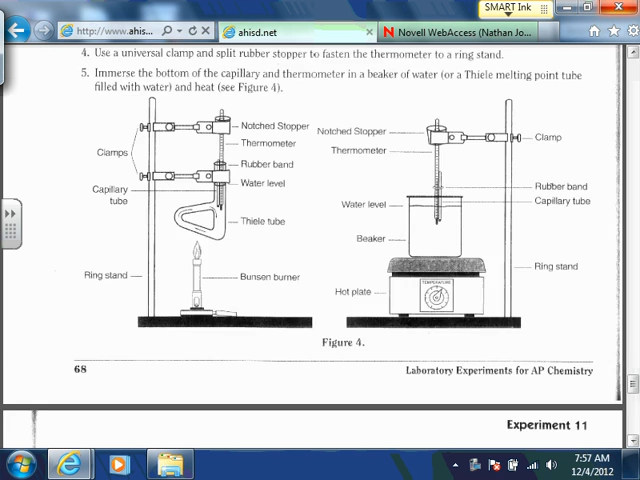 SMART Ink
http://www.ahis...
ahisd.net
Novell WebAccess (Nathan Jo...
4. Use a universal clamp and split rubber stopper to fasten the thermometer to a ring stand.
5. Immerse the bottom of the capillary and thermometer in a beaker of water (or a Thiele melting point tube
filled with water) and heat (see Figure 4).
Notched Stopper
Thermometer
Clamps
Rubber band
Water level
Capillary
tube
Thiele tube
Ring stand
Bunsen burner
Notched Stopper
Clamp
Thermometer
Rubber band
Capillary tube
Water level
Beaker
Ring stand
TEMPERATURE
Hot plate
Figure 4.
68
Laboratory Experiments for AP Chemistry
Experiment 11
7:57 AM
12/4/2012